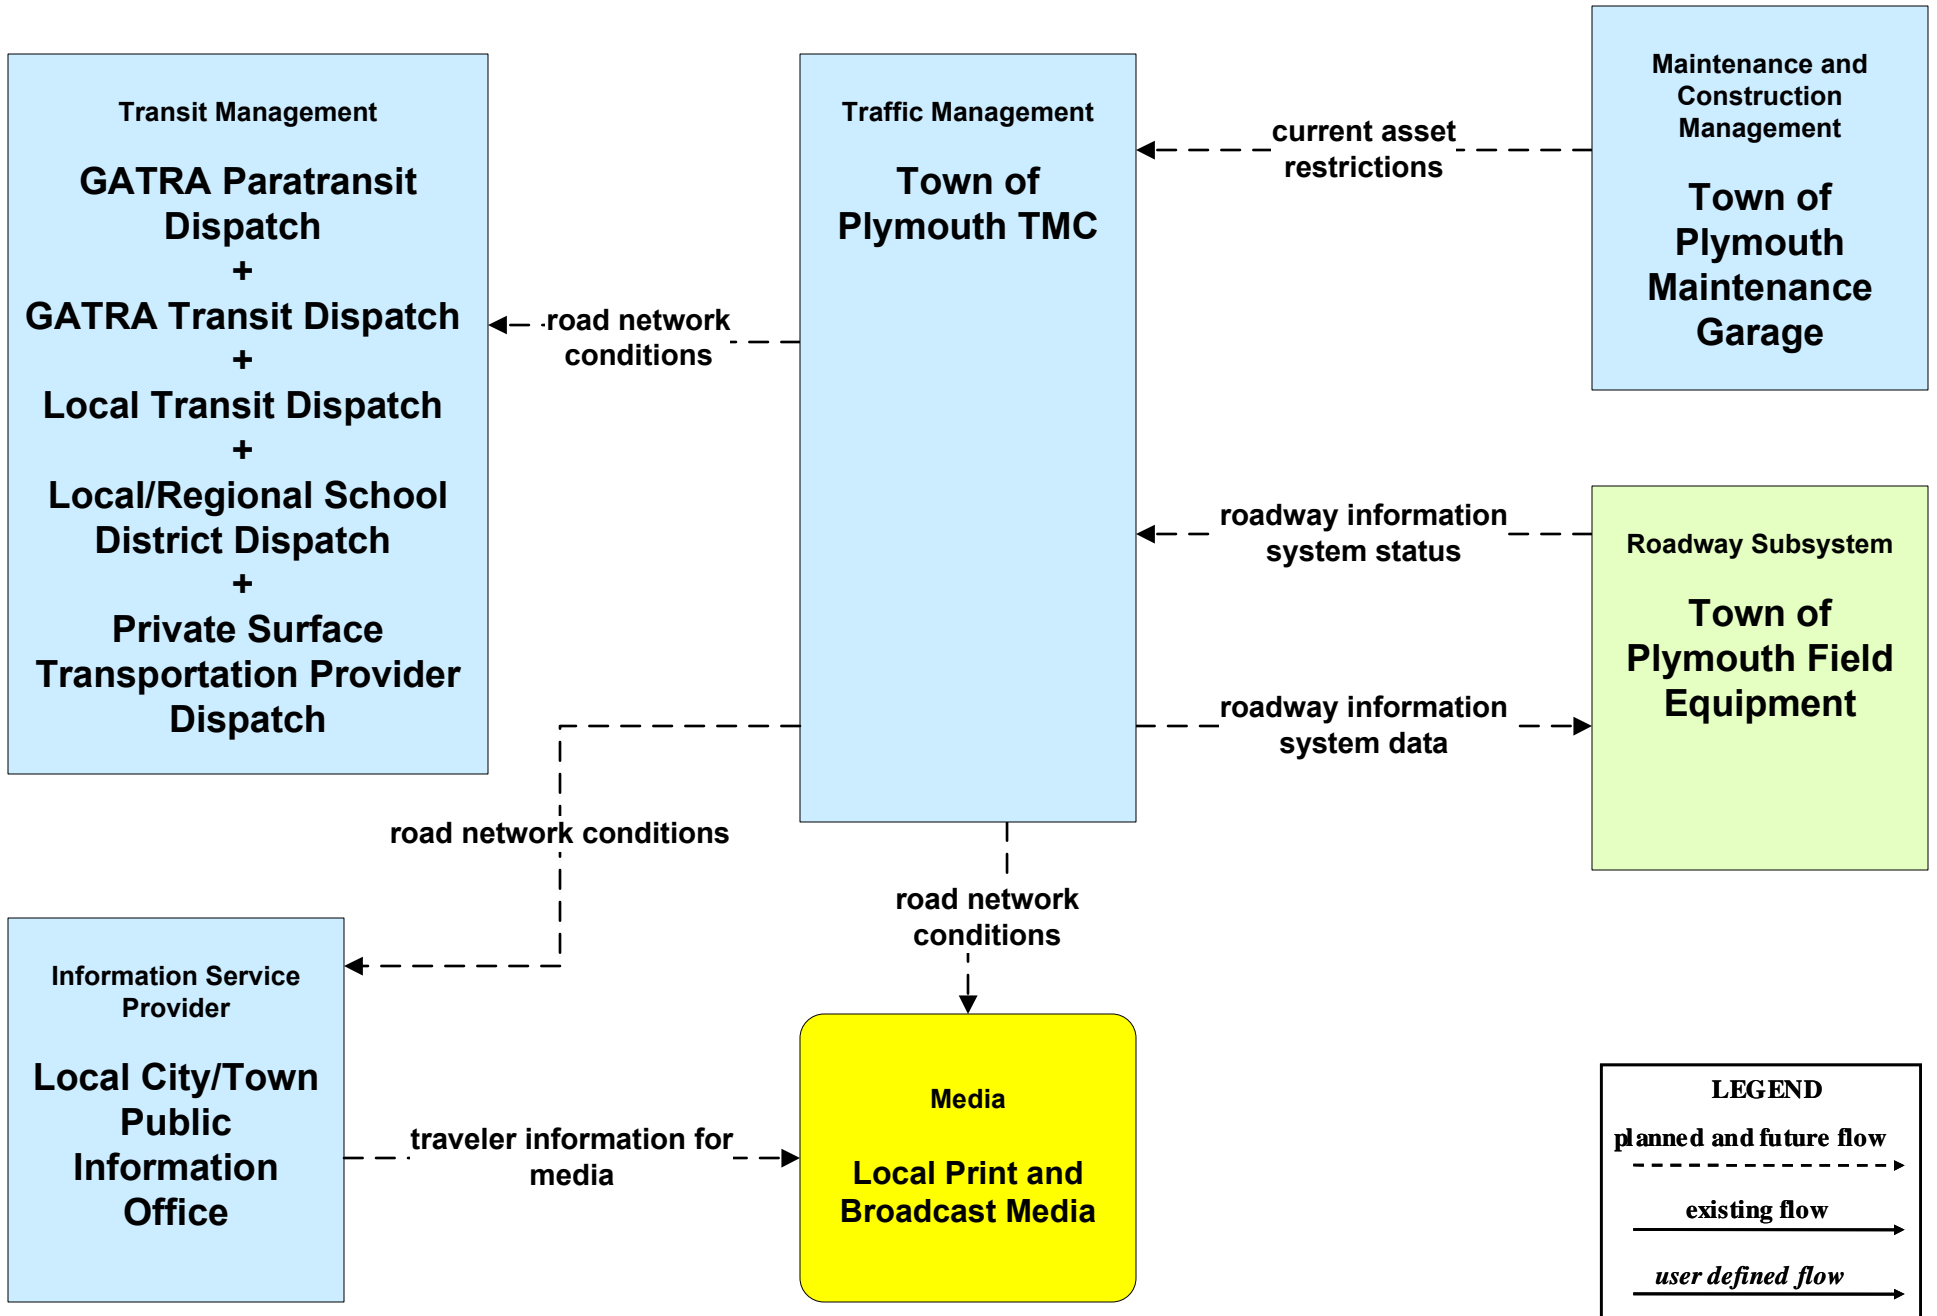 Transit Management
GATRA Paratransit
Dispatch
+
GATRA Transit Dispatch
+
Local Transit Dispatch
+
Local/Regional School
District Dispatch
+
Private Surface
Transportation Provider
Dispatch
road network
conditions
Traffic Management
Town of
Plymouth TMC
current asset
restrictions
Maintenance and
Construction
Management
Town of
Plymouth
Maintenance
Garage
roadway information
system status
roadway information
system data
Roadway Subsystem
Town of
Plymouth Field
Equipment
road network conditions
road network
conditions
Information Service
Provider
Local City/Town
Public
Information
Office
traveler information for
media
Media
Local Print and
Broadcast Media
LEGEND
planned and future flow
existing flow
user defined flow